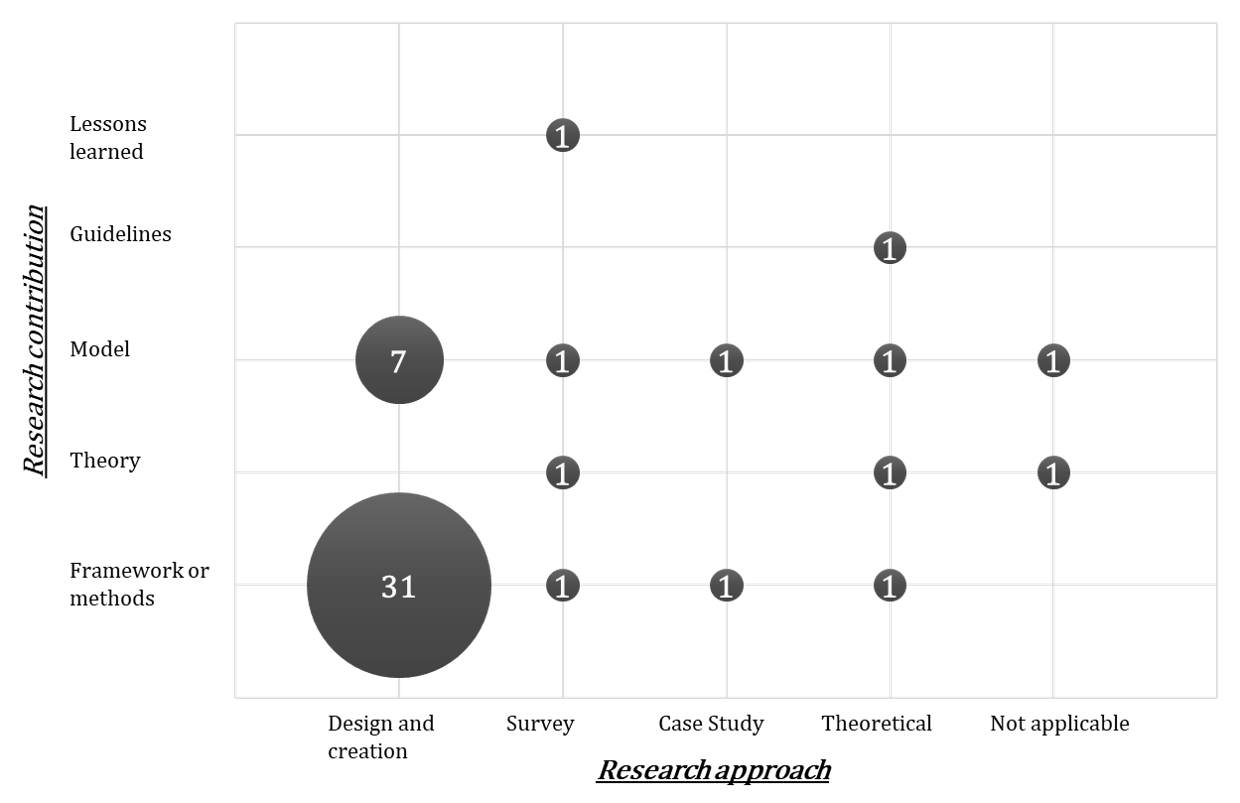 Lessons
learned
1
Guidelines
1
Research contribution
Model
7
1
1
1
1
Theory
1
1
1
Framework or
methods
31
1
1
1
Design and
creation
Survey
Case Study
Theoretical
Not applicable
Research approach